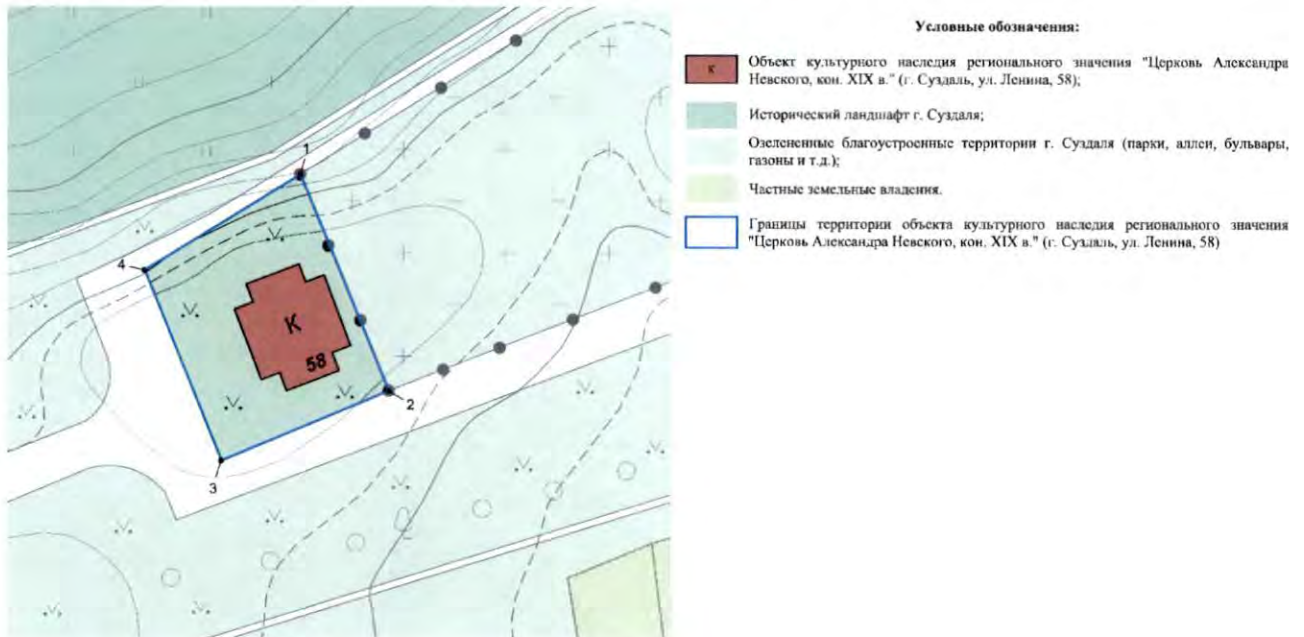 Условные обозначения:
К
Объект культурного наследия регионального значения "Церковь Александра
Невского, кон. XIX в." (г. Суздаль, ул. Ленина, 58);
Исторический ландшафт г. Суздаля;
Озелененные благоустроенные территории г. Суздаля (парки, аллеи, бульвары,
газоны и т.д.);
Частные земельные владения.
Границы территории объекта культурного наследия регионального значения
"Церковь Александра Невского, кон. XIX в." (г. Суздаль, ул. Ленина, 58)
1
4
К
58
2
3